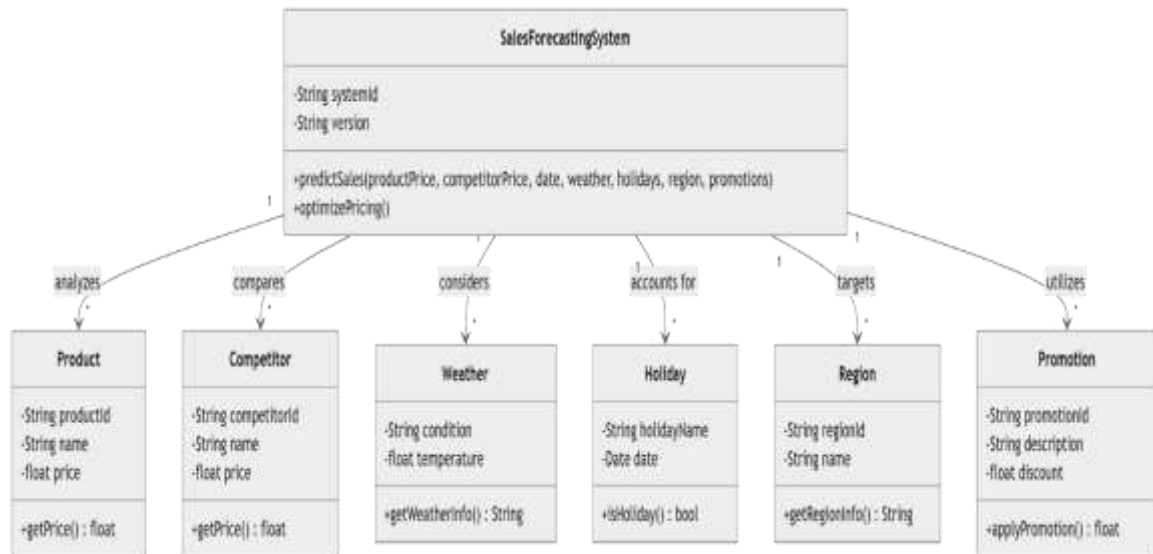 SalesForecastingSystem
-String systemId
-String version
+predictSales(productPrice, competitorPrice, date, weather, holidays, region, promotions)
+optimizePricing()
1
1
1
1
1
analyzes
compares
considers
accounts for
targets
utilizes
*
*
*
*
*
*
Product
-String productId
-String name
-float price
+getPrice() : float
Competitor
-String competitorId
-String name
-float price
+getPrice() : float
Weather
-String condition
-float temperature
+getWeatherInfo() : String
Holiday
-String holidayName
-Date date
+isHoliday() : bool
Region
-String regionId
-String name
+getRegionInfo() : String
Promotion
-String promotionId
-String description
-float discount
+applyPromotion() : float